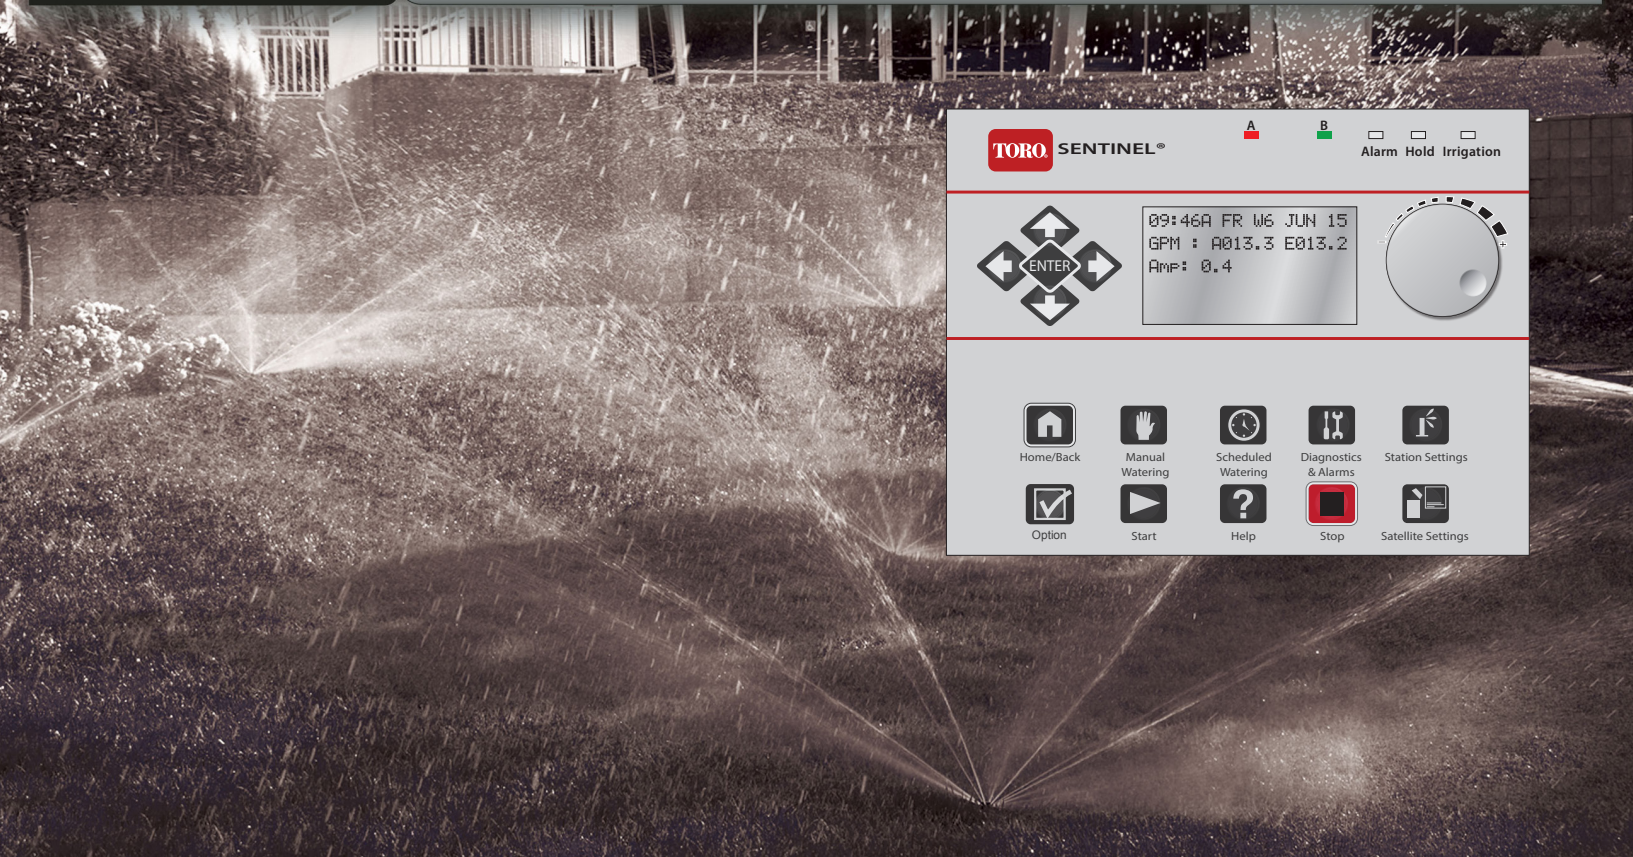 A B
TORO. SENTINEL®
Alarm Hold Irrigation
09:46A FR W6 JUN 15
GPM : A013.3 E013.2
Amp: 0.4
ENTER
- +
Home/Back
Manual
Watering
Scheduled
Watering
Diagnostics
& Alarms
Station Settings
Option
Start
Help
Stop
Satellite Settings